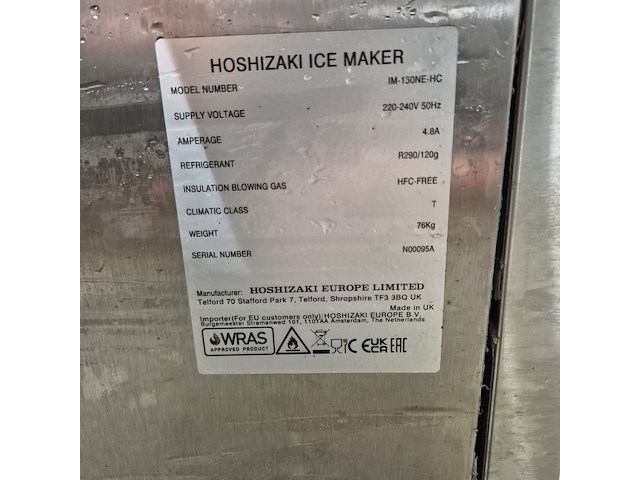 HOSHIZAKI ICE MAKER
MODEL NUMBER IM-130NE-HC
SUPPLY VOLTAGE 220-240V 50Hz
AMPERAGE 4.8A
REFRIGERANT R290/120g
INSULATION BLOWING GAS HFC-FREE
CLIMATIC CLASS T
WEIGHT 76Kg
SERIAL NUMBER N00095A
Manufacturer: HOSHIZAKI EUROPE LIMITED
Telford 70 Stafford Park 7, Telford, Shropshire TF3 3BQ UK
Made in UK
Importer(For EU customers only):HOSHIZAKI EUROPE B.V.
Burgemeester Stramanweg 101, 1101AA Amsterdam, The Netherlands
WRAS CE UKCA EAC
APPROVED PRODUCT